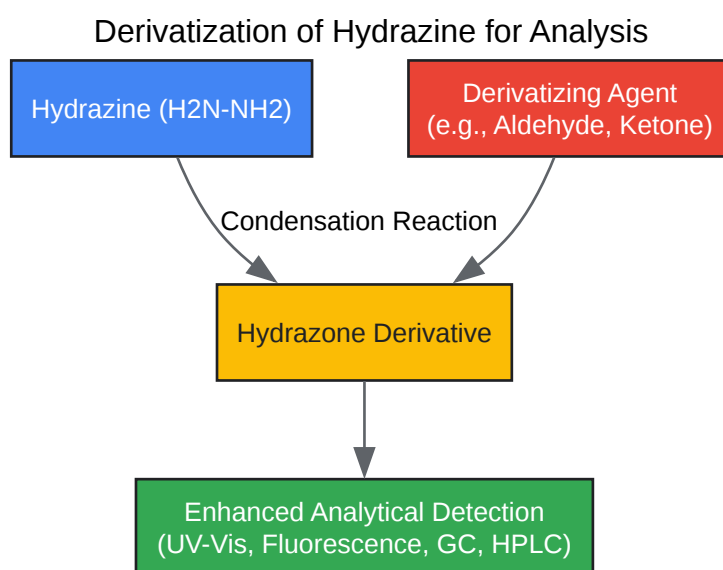 Derivatization of Hydrazine for Analysis
Hydrazine (H2N-NH2)
Derivatizing Agent
(e.g., Aldehyde, Ketone)
Condensation Reaction
Hydrazone Derivative
Enhanced Analytical Detection
(UV-Vis, Fluorescence, GC, HPLC)